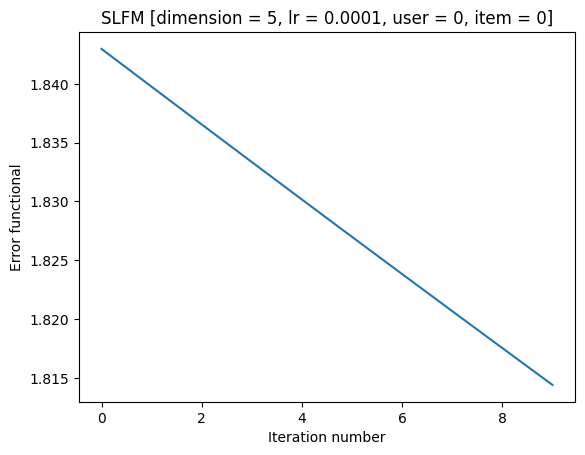 SLFM [dimension = 5, lr = 0.0001, user = 0, item = 0]
Error functional
1.840
1.835
1.830
1.825
1.820
1.815
0 2 4 6 8
Iteration number